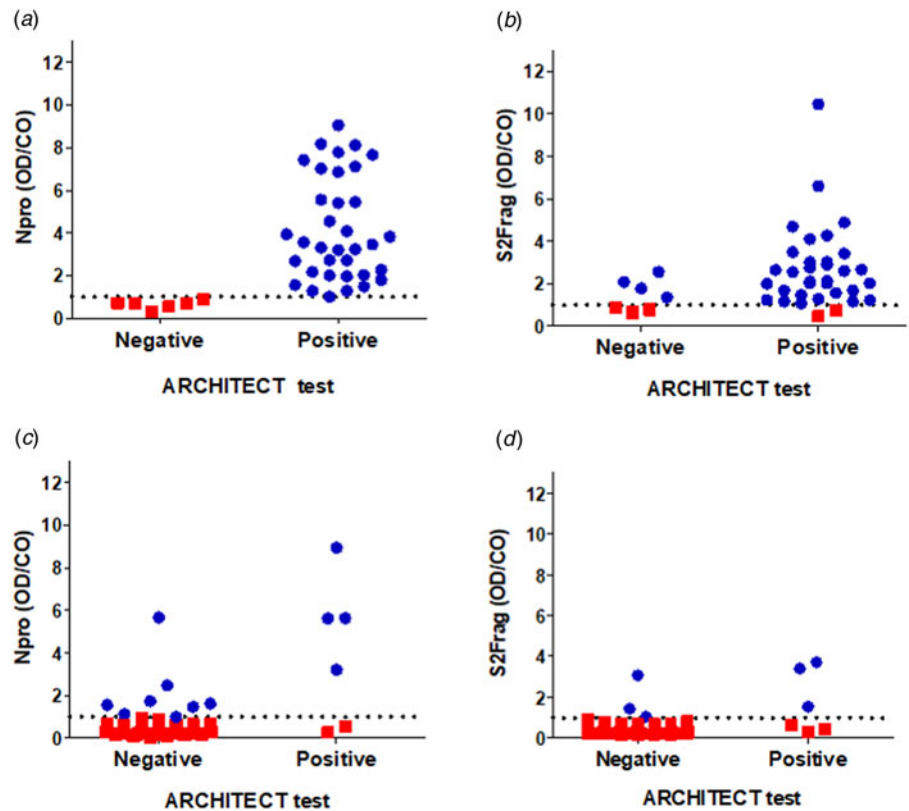 (a)
Npro (OD/CO)
12
10
8
6
4
2
0
Negative Positive
ARCHITECT test
(b)
S2Frag (OD/CO)
12
10
8
6
4
2
0
Negative Positive
ARCHITECT test
(c)
Npro (OD/CO)
12
10
8
6
4
2
0
Negative Positive
ARCHITECT test
(d)
S2Frag (OD/CO)
12
10
8
6
4
2
0
Negative Positive
ARCHITECT test